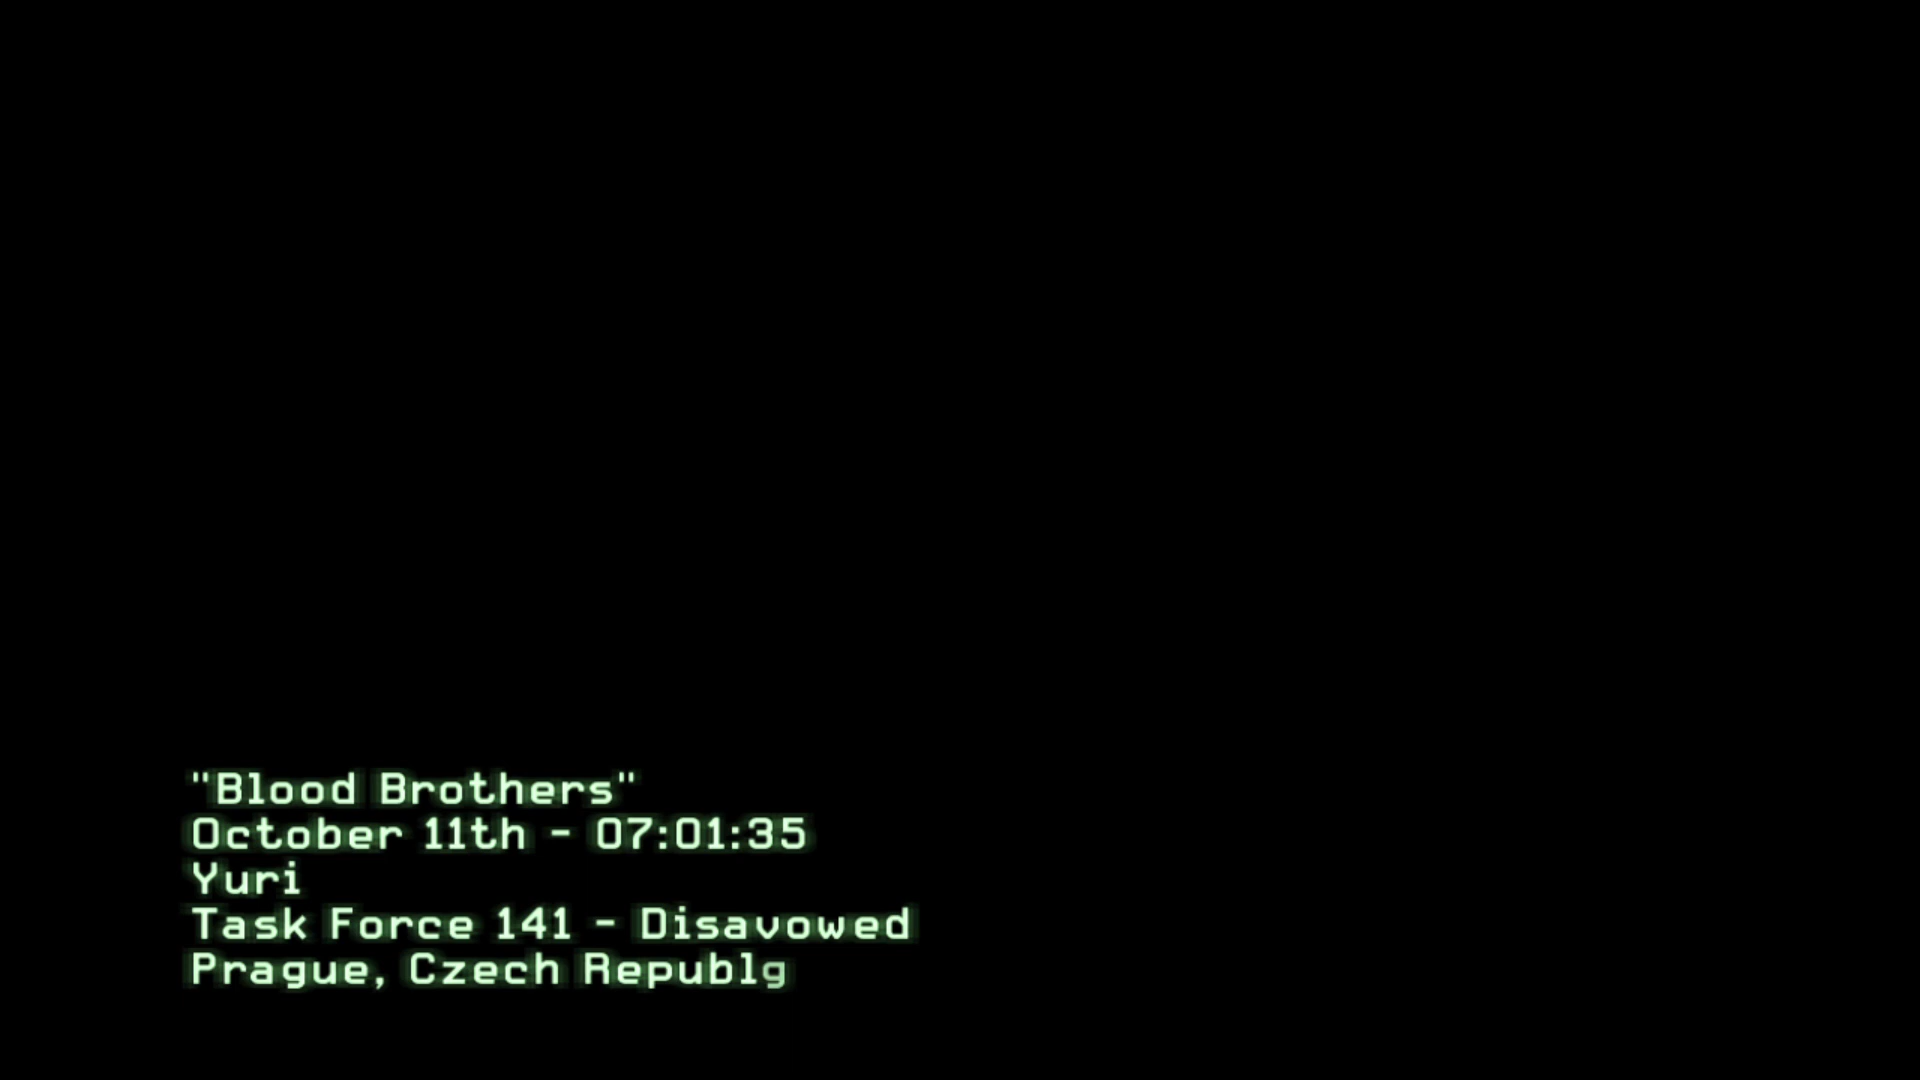 "Blood Brothers"
October 11th - 07:01:35
Yuri
Task Force 141 - Disavowed
Prague, Czech Republg